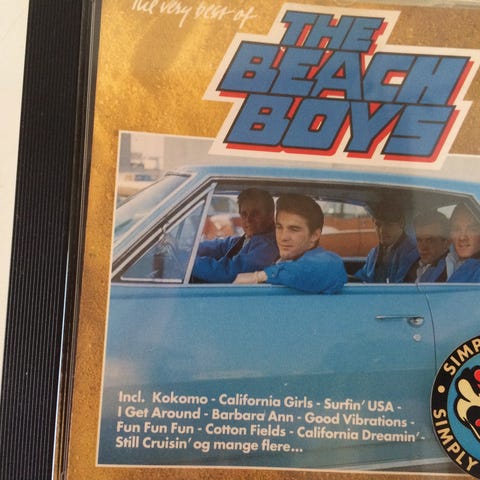 The very best of
THE
BEACH
BOYS
Incl. Kokomo - California Girls - Surfin' USA -
I Get Around - Barbara Ann - Good Vibrations -
Fun Fun Fun - Cotton Fields - California Dreamin' -
Still Cruisin' og mange flere...
SIMPLY